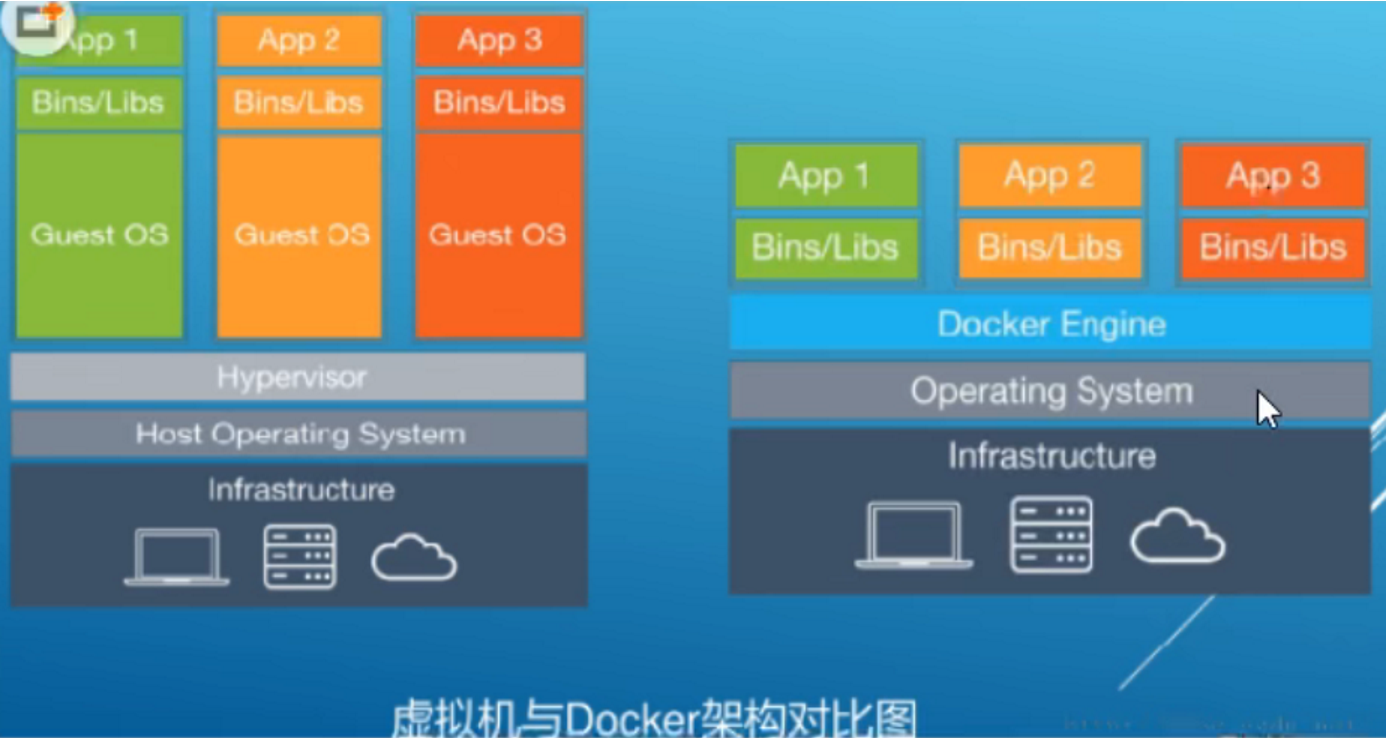 App 1
App 2
App 3
Bins/Libs
Bins/Libs
Bins/Libs
Guest OS
Guest OS
Guest OS
Hypervisor
Host Operating System
Infrastructure
App 1
App 2
App 3
Bins/Libs
Bins/Libs
Bins/Libs
Docker Engine
Operating System
Infrastructure
虚拟机与Docker架构对比图